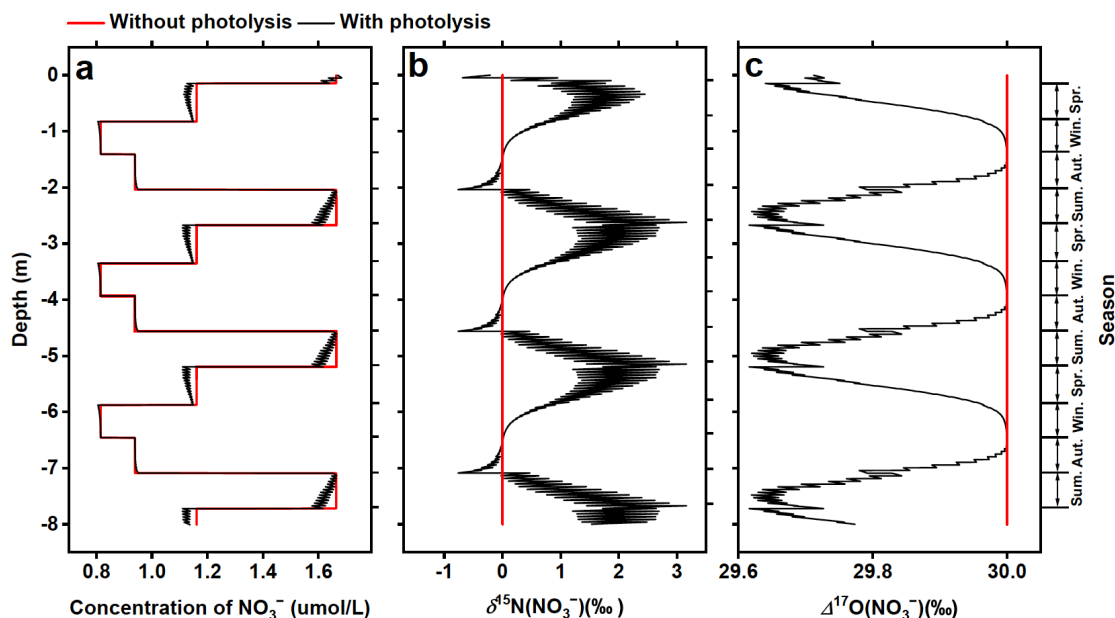 Without photolysis With photolysis
a b c
0
-1
-2
-3
-4
-5
-6
-7
-8
Depth (m)
0.8 1.0 1.2 1.4 1.6
Concentration of NO₃⁻ (umol/L)
-1 0 1 2 3
δ¹⁵N(NO₃⁻)(‰)
29.6 29.8 30.0
Δ¹⁷O(NO₃⁻)(‰)
Sum. Aut. Win. Spr. Sum. Aut. Win. Spr. Sum. Aut. Win. Spr.
Season